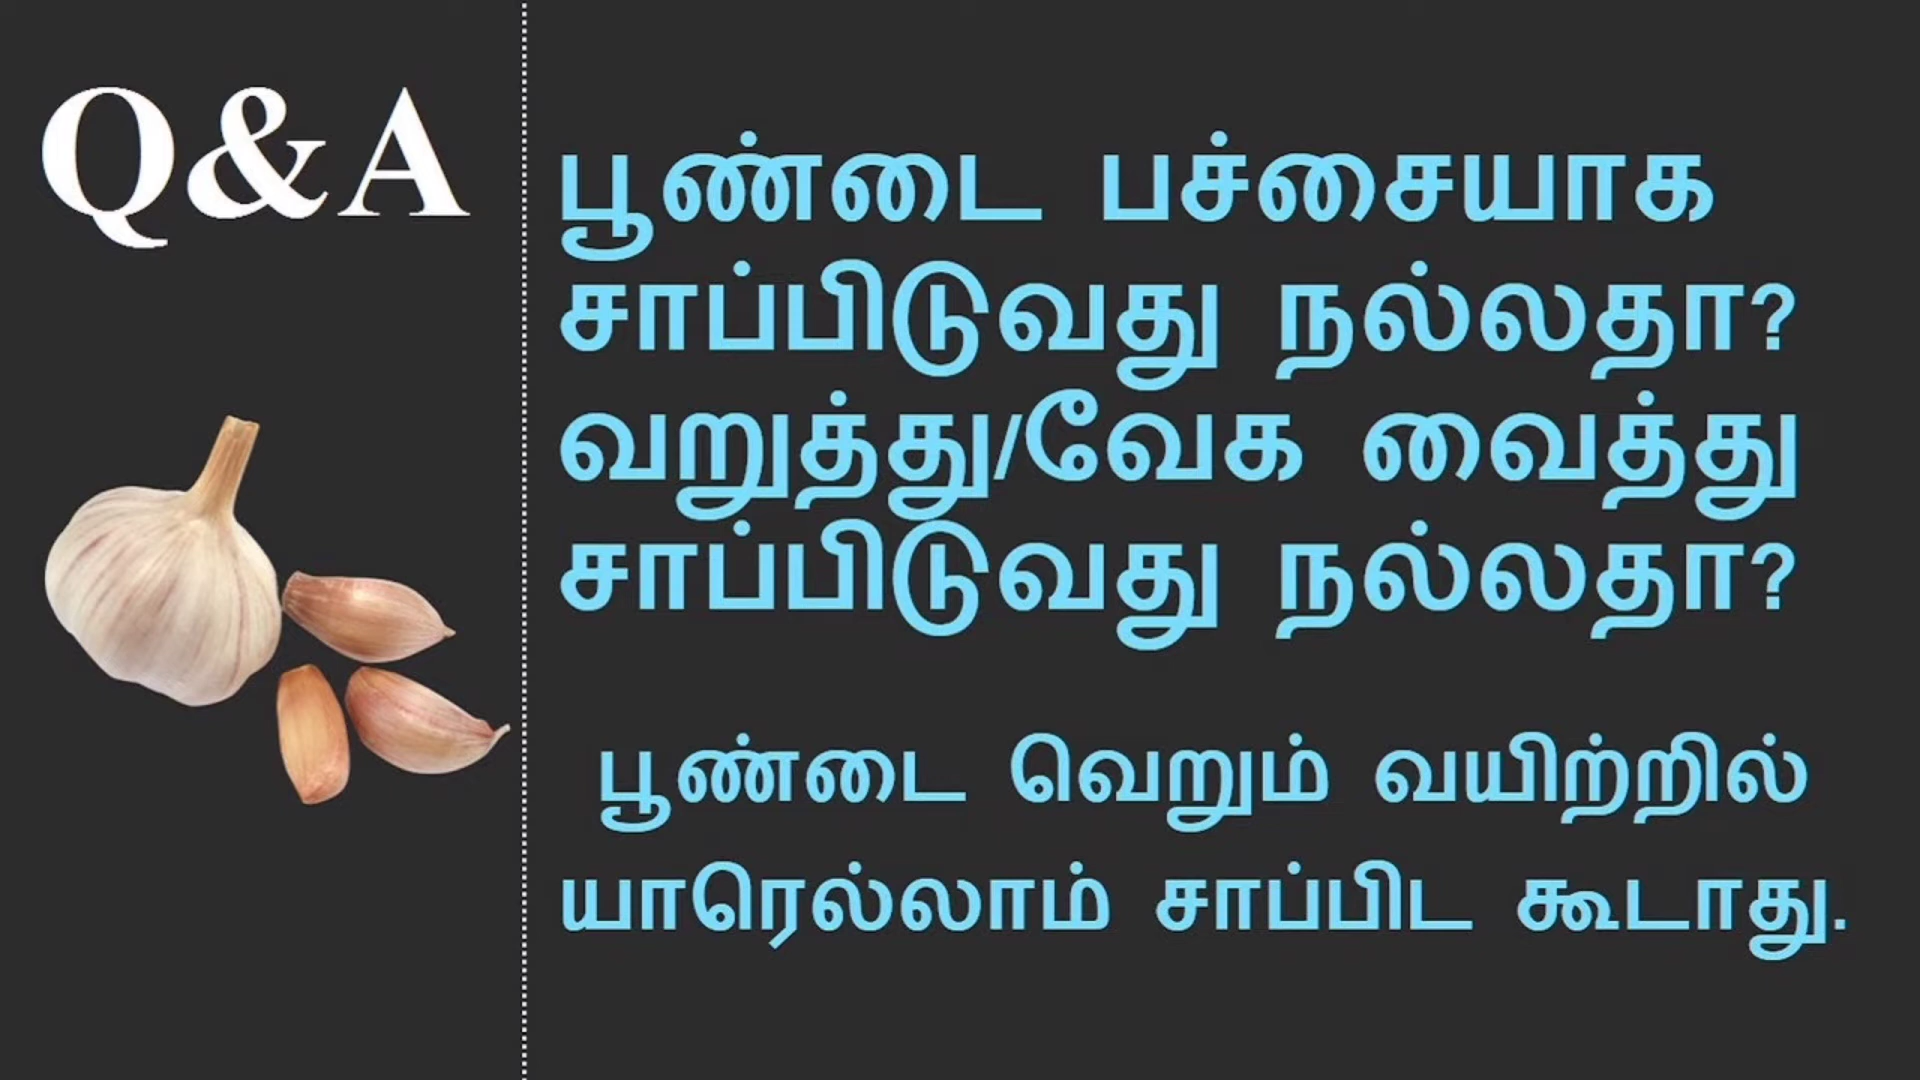 Q&A
பூண்டை பச்சையாக
சாப்பிடுவது நல்லதா?
வறுத்து/வேக வைத்து
சாப்பிடுவது நல்லதா?
பூண்டை வெறும் வயிற்றில்
யாரெல்லாம் சாப்பிட கூடாது.